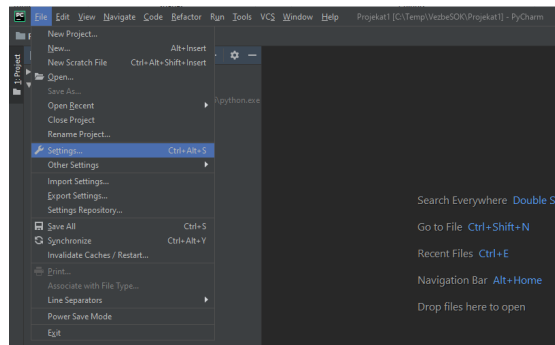 PC File Edit View Navigate Code Refactor Run Tools VCS Window Help Projekat1 [C:\Temp\VezbeSOK\Projekat1] - PyCharm
1: Project
New Project...
New... Alt+Insert
New Scratch File Ctrl+Alt+Shift+Insert
Open...
Save As...
Open Recent
\python.exe
Close Project
Rename Project...
Settings... Ctrl+Alt+S
Other Settings
Import Settings...
Export Settings...
Settings Repository...
Save All Ctrl+S
Synchronize Ctrl+Alt+Y
Invalidate Caches / Restart...
Print...
Associate with File Type...
Line Separators
Power Save Mode
Exit
Search Everywhere Double S
Go to File Ctrl+Shift+N
Recent Files Ctrl+E
Navigation Bar Alt+Home
Drop files here to open